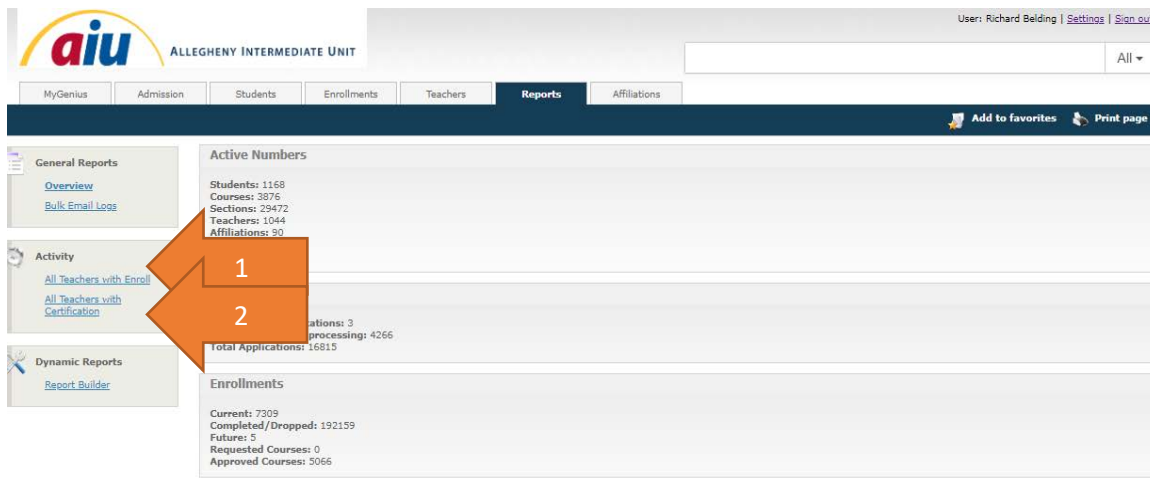 User: Richard Belding | Settings | Sign out
aiu ALLEGHENY INTERMEDIATE UNIT
All
MyGenius Admission Students Enrollments Teachers Reports Affiliations
Add to favorites Print page
General Reports
Overview
Bulk Email Logs
Activity
All Teachers with Enroll
All Teachers with
Certification
Dynamic Reports
Report Builder
Active Numbers
Students: 1168
Courses: 3876
Sections: 29472
Teachers: 1044
Affiliations: 90
1
2
processing: 4266
Total Applications: 16815
Enrollments
Current: 7309
Completed/Dropped: 192159
Future: 5
Requested Courses: 0
Approved Courses: 5066